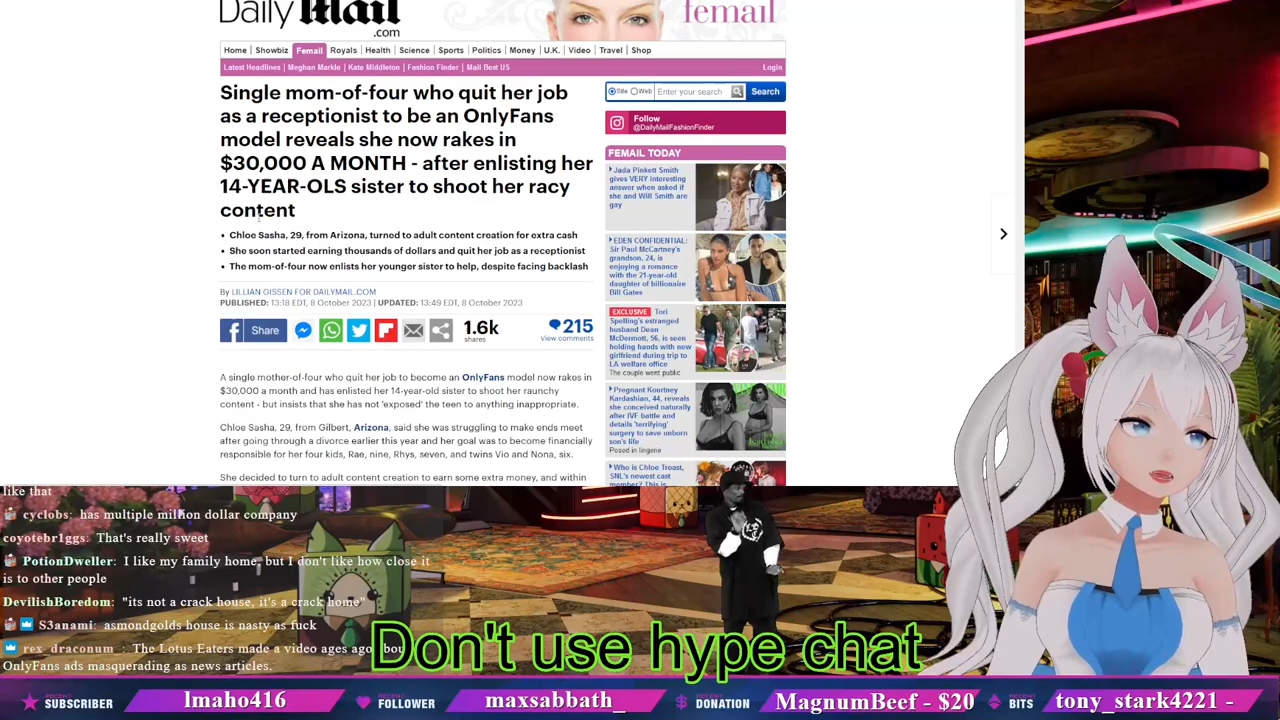 Daily Mail
.com
femail
Home | Showbiz | Femail | Royals | Health | Science | Sports | Politics | Money | U.K. | Video | Travel | Shop
Latest Headlines | Meghan Markle | Kate Middleton | Fashion Finder | Mail Best US
Login
Single mom-of-four who quit her job
as a receptionist to be an OnlyFans
model reveals she now rakes in
$30,000 A MONTH - after enlisting her
14-YEAR-OLS sister to shoot her racy
content
• Chloe Sasha, 29, from Arizona, turned to adult content creation for extra cash
• She soon started earning thousands of dollars and quit her job as a receptionist
• The mom-of-four now enlists her younger sister to help, despite facing backlash
By LILLIAN GISSEN FOR DAILYMAIL.COM
PUBLISHED: 13:18 EDT, 8 October 2023 | UPDATED: 13:49 EDT, 8 October 2023
Share
1.6k
shares
215
View comments
A single mother-of-four who quit her job to become an OnlyFans model now rakes in
$30,000 a month and has enlisted her 14-year-old sister to shoot her raunchy
content - but insists that she has not 'exposed' the teen to anything inappropriate.
Chloe Sasha, 29, from Gilbert, Arizona, said she was struggling to make ends meet
after going through a divorce earlier this year and her goal was to become financially
responsible for her four kids, Rae, nine, Rhys, seven, and twins Vio and Nona, six.
She decided to turn to adult content creation to earn some extra money, and within
Site Web Enter your search Search
Follow
@DailyMailFashionFinder
FEMAIL TODAY
Jada Pinkett Smith
gives VERY interesting
answer when asked if
she and Will Smith are
gay
EDEN CONFIDENTIAL:
Sir Paul McCartney's
grandson, 24, is
enjoying a romance
with the 21-year-old
daughter of billionaire
Bill Gates
EXCLUSIVE Tori
Spelling's estranged
husband Dean
McDermott, 56, is seen
holding hands with new
girlfriend during trip to
LA welfare office
The couple went public
Pregnant Kourtney
Kardashian, 44, reveals
she conceived naturally
after IVF battle and
details 'terrifying'
surgery to save unborn
son's life
Posed in lingerie
Who is Chloe Troast,
SNL's newest cast
member? This is
like that
cyclobs: has multiple million dollar company
coyotebr1ggs: That's really sweet
PotionDweller: I like my family home, but I don't like how close it
is to other people
DevilishBoredom: "its not a crack house, it's a crack home"
S3anami: asmondgolds house is nasty as fuck
rex_draconum: The Lotus Eaters made a video ages ago abou
OnlyFans ads masquerading as news articles.
Don't use hype chat
RECENT SUBSCRIBER lmaho416
RECENT FOLLOWER maxsabbath_
RECENT DONATION MagnumBeef - $20
RECENT BITS tony_stark4221 -